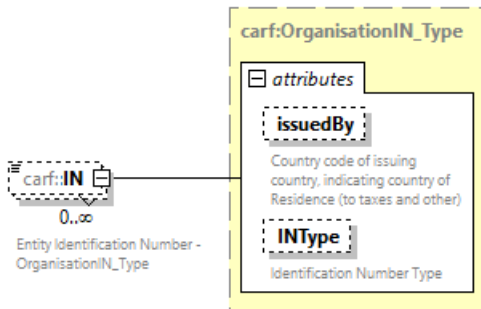 carf:OrganisationIN_Type
attributes
issuedBy
Country code of issuing
country, indicating country of
Residence (to taxes and other)
carf::IN
0..∞
Entity Identification Number -
OrganisationIN_Type
INType
Identification Number Type